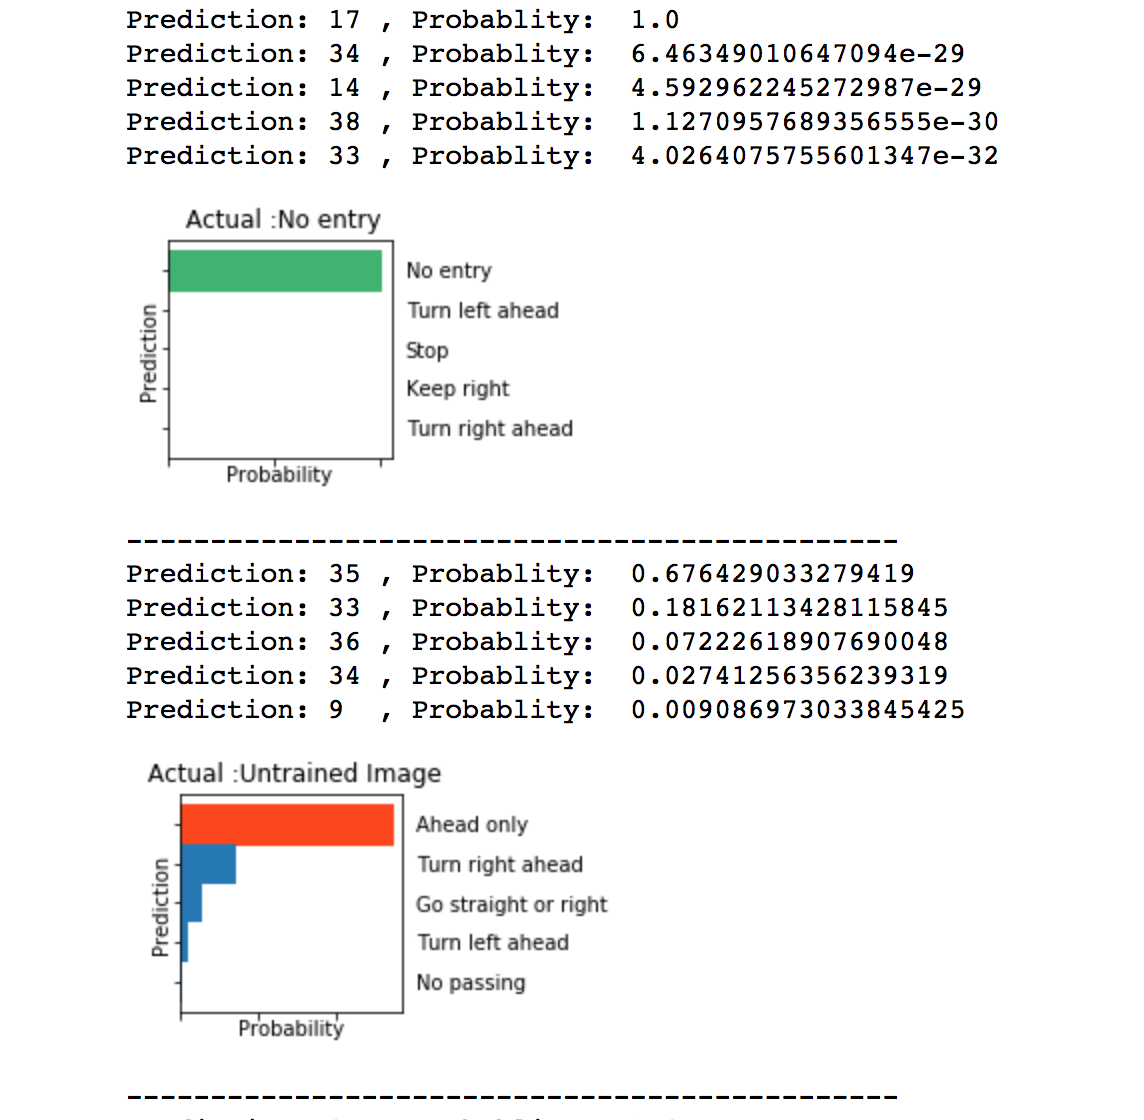 Prediction: 17 , Probablity: 1.0
Prediction: 34 , Probablity: 6.46349010647094e-29
Prediction: 14 , Probablity: 4.592962245272987e-29
Prediction: 38 , Probablity: 1.1270957689356555e-30
Prediction: 33 , Probablity: 4.0264075755601347e-32
Actual :No entry
No entry
Turn left ahead
Stop
Keep right
Turn right ahead
Prediction
Probability
----------------------------------------------
Prediction: 35 , Probablity: 0.676429033279419
Prediction: 33 , Probablity: 0.18162113428115845
Prediction: 36 , Probablity: 0.07222618907690048
Prediction: 34 , Probablity: 0.02741256356239319
Prediction: 9 , Probablity: 0.009086973033845425
Actual :Untrained Image
Ahead only
Turn right ahead
Go straight or right
Turn left ahead
No passing
Prediction
Probability
----------------------------------------------